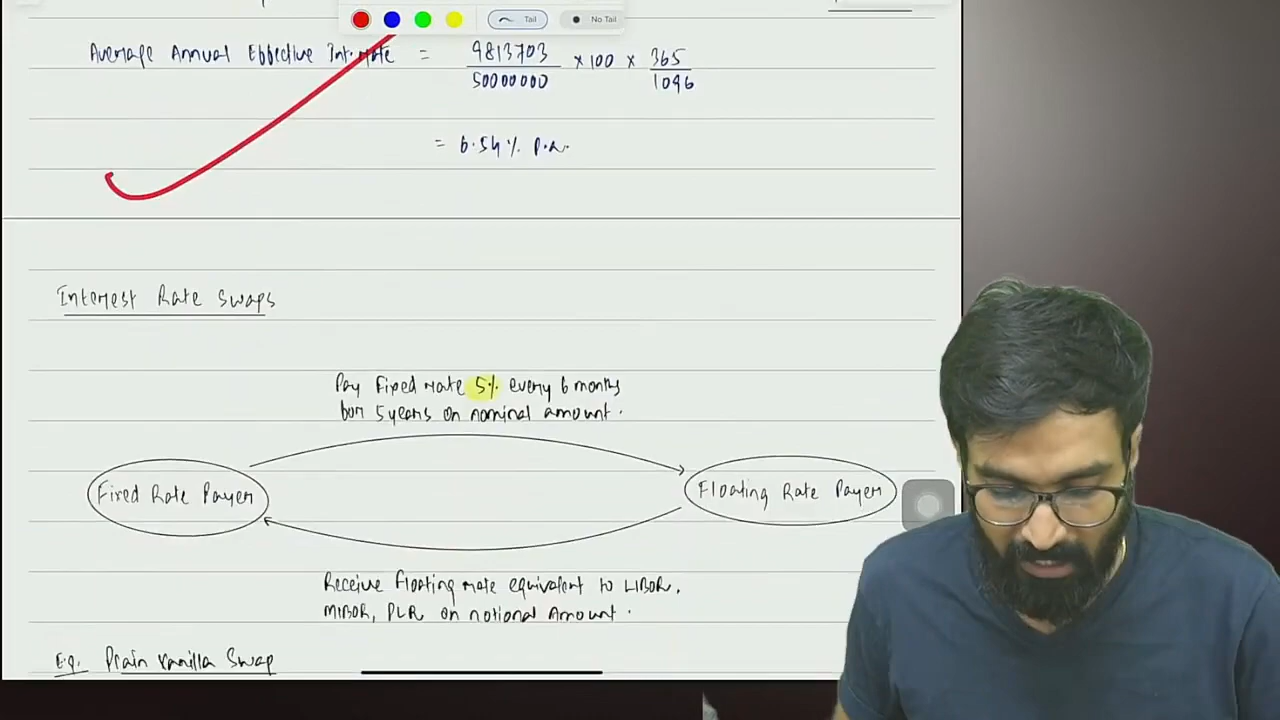 Tail
No Tail
Average Annual Effective Int. rate = 9813703 / 50000000 × 100 × 365 / 1096
= 6.54% p.a.
Interest Rate Swaps
Pay Fixed rate 5% every 6 months
for 5 years on nominal amount.
Fixed Rate Payer
Floating Rate Payer
Receive floating rate equivalent to LIBOR,
MIBOR, PLR on notional Amount.
E.g. Plain Vanilla Swap